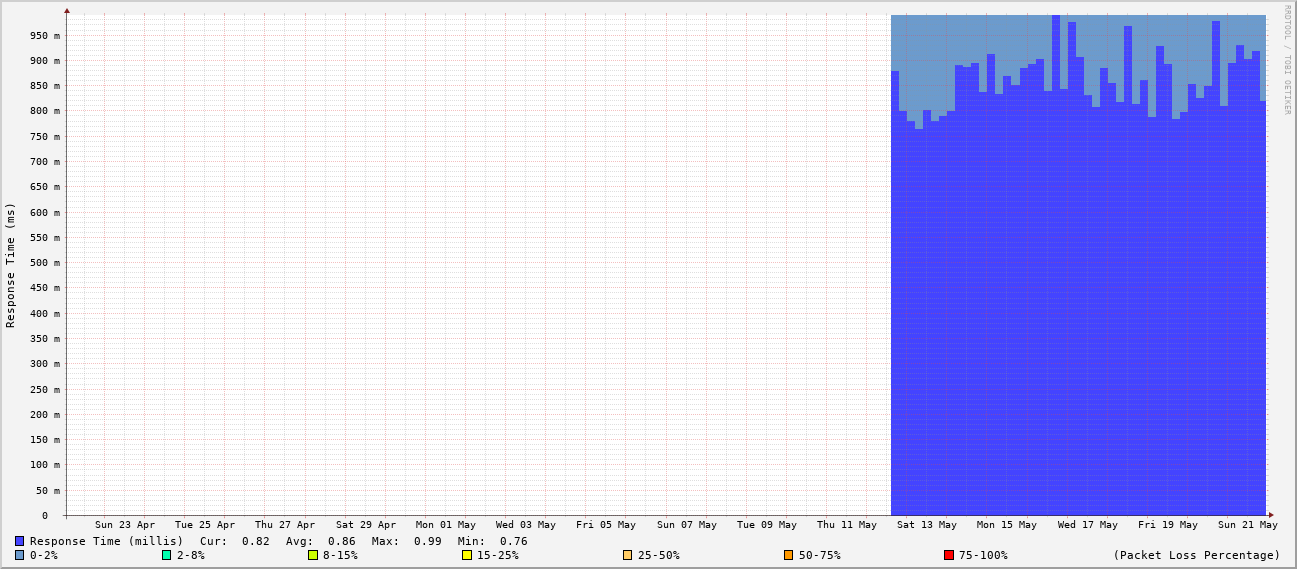 RRDTOOL / TOBI OETIKER
Response Time (ms)
950 m
900 m
850 m
800 m
750 m
700 m
650 m
600 m
550 m
500 m
450 m
400 m
350 m
300 m
250 m
200 m
150 m
100 m
50 m
0
Sun 23 Apr Tue 25 Apr Thu 27 Apr Sat 29 Apr Mon 01 May Wed 03 May Fri 05 May Sun 07 May Tue 09 May Thu 11 May Sat 13 May Mon 15 May Wed 17 May Fri 19 May Sun 21 May
Response Time (millis) Cur: 0.82 Avg: 0.86 Max: 0.99 Min: 0.76
0-2% 2-8% 8-15% 15-25% 25-50% 50-75% 75-100% (Packet Loss Percentage)